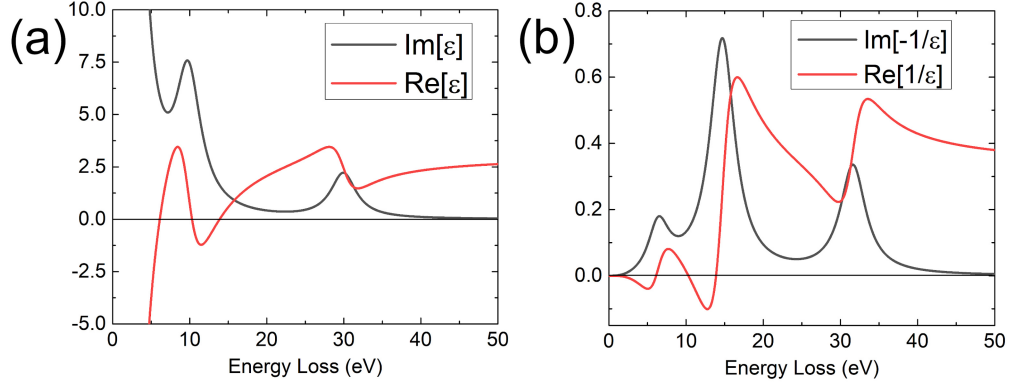 (a)
10.0
7.5
5.0
2.5
0.0
-2.5
-5.0
Im[ε]
Re[ε]
0 10 20 30 40 50
Energy Loss (eV)
(b)
0.8
0.6
0.4
0.2
0.0
Im[-1/ε]
Re[1/ε]
0 10 20 30 40 50
Energy Loss (eV)